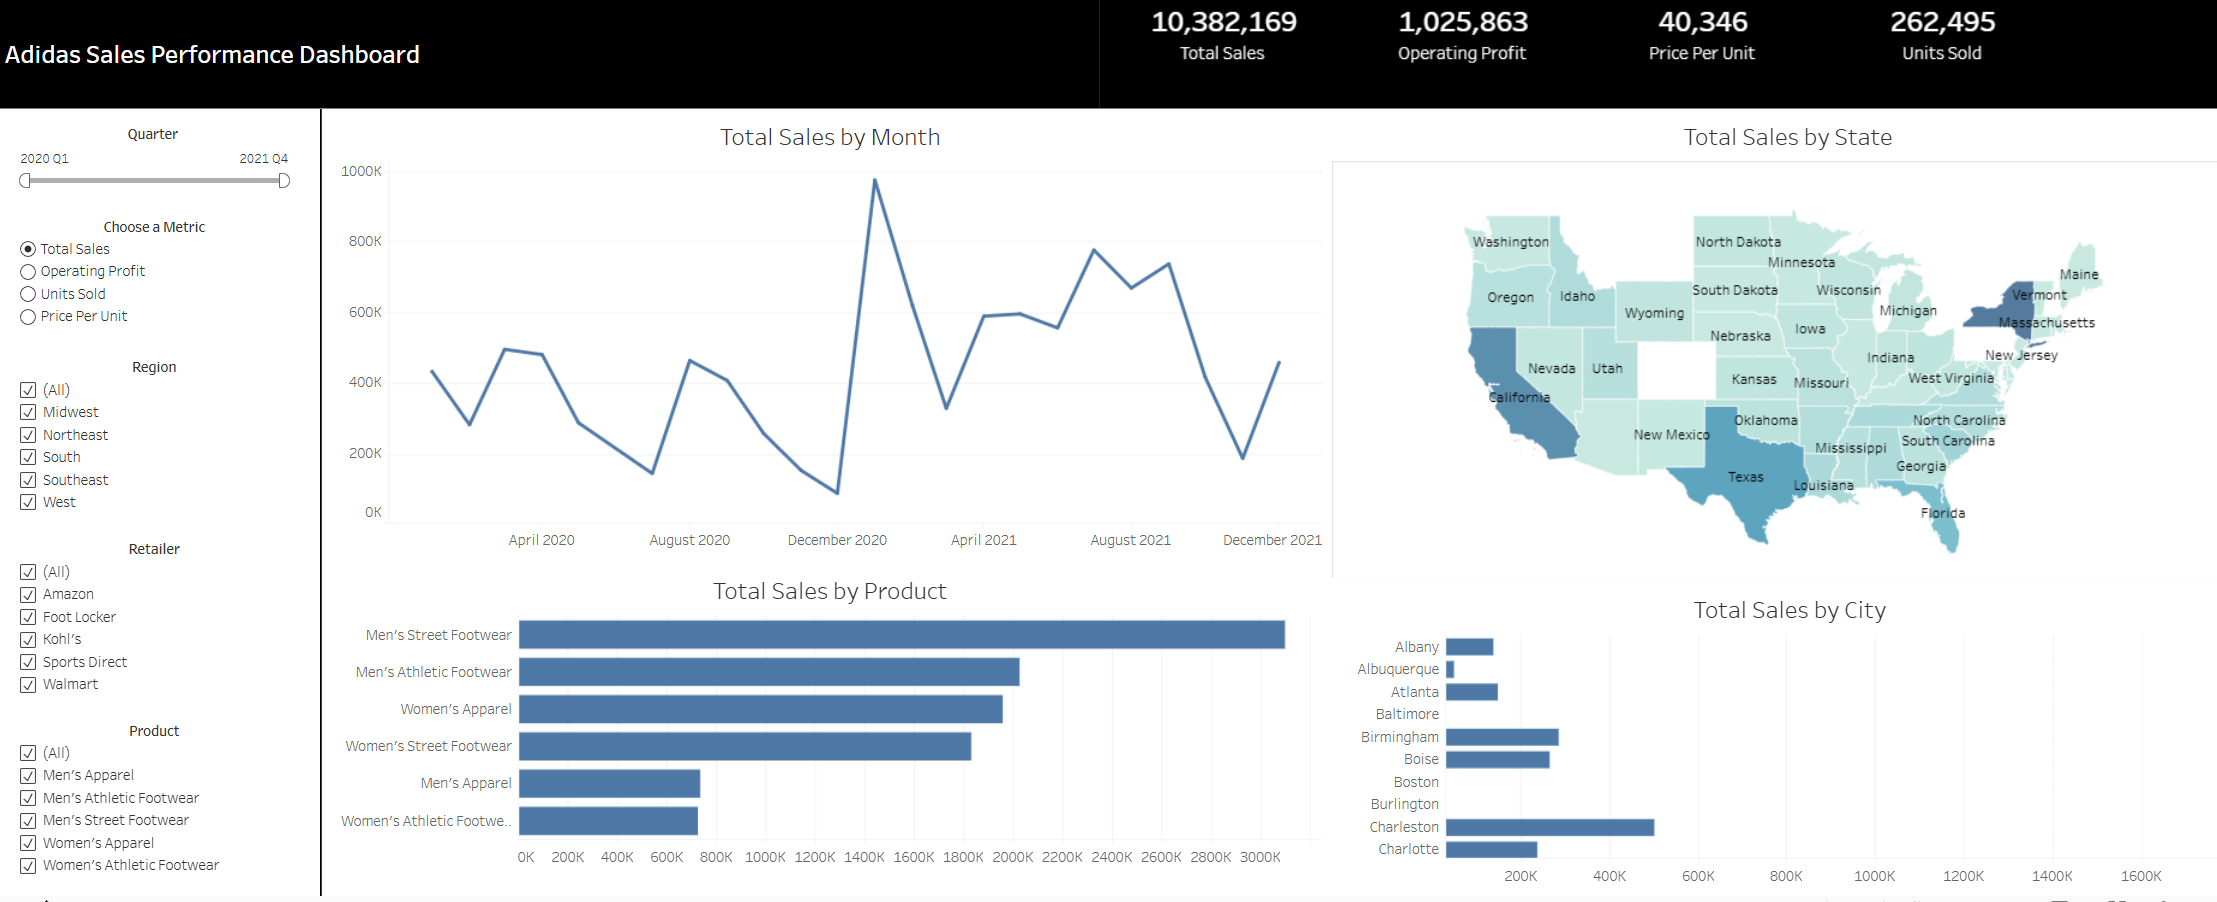 Adidas Sales Performance Dashboard
10,382,169
Total Sales
1,025,863
Operating Profit
40,346
Price Per Unit
262,495
Units Sold
Quarter
2020 Q1
2021 Q4
Choose a Metric
Total Sales
Operating Profit
Units Sold
Price Per Unit
Region
(All)
Midwest
Northeast
South
Southeast
West
Retailer
(All)
Amazon
Foot Locker
Kohl's
Sports Direct
Walmart
Product
(All)
Men's Apparel
Men's Athletic Footwear
Men's Street Footwear
Women's Apparel
Women's Athletic Footwear
Total Sales by Month
1000K
800K
600K
400K
200K
0K
April 2020
August 2020
December 2020
April 2021
August 2021
December 2021
Total Sales by State
Washington
North Dakota
Minnesota
Maine
Oregon
Idaho
South Dakota
Wisconsin
Vermont
Wyoming
Michigan
Massachusetts
Nebraska
Iowa
Indiana
New Jersey
Nevada
Utah
Kansas
Missouri
West Virginia
California
New Mexico
Oklahoma
North Carolina
Mississippi
South Carolina
Georgia
Texas
Louisiana
Florida
Total Sales by Product
Men's Street Footwear
Men's Athletic Footwear
Women's Apparel
Women's Street Footwear
Men's Apparel
Women's Athletic Footwe..
0K 200K 400K 600K 800K 1000K 1200K 1400K 1600K 1800K 2000K 2200K 2400K 2600K 2800K 3000K
Total Sales by City
Albany
Albuquerque
Atlanta
Baltimore
Birmingham
Boise
Boston
Burlington
Charleston
Charlotte
200K 400K 600K 800K 1000K 1200K 1400K 1600K